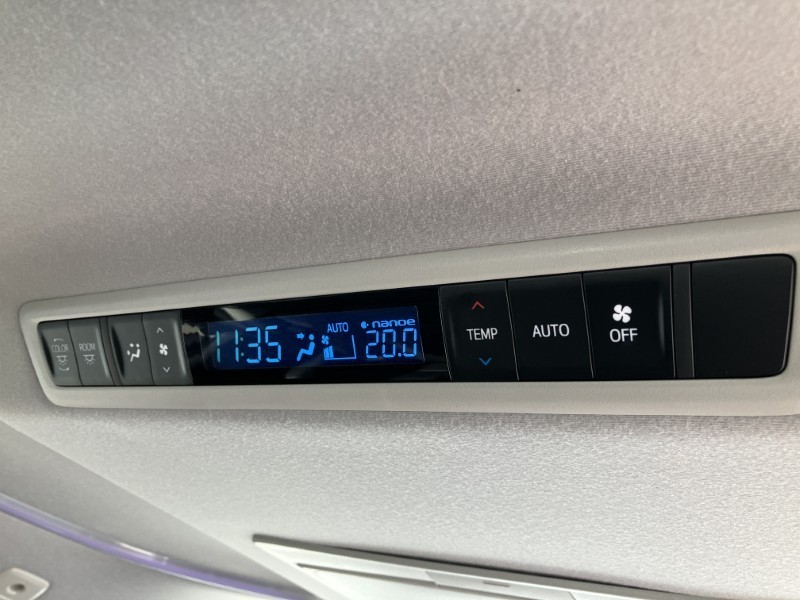 COLOR
ROOM
11:35
AUTO
nanoe
20.0
TEMP
AUTO
OFF